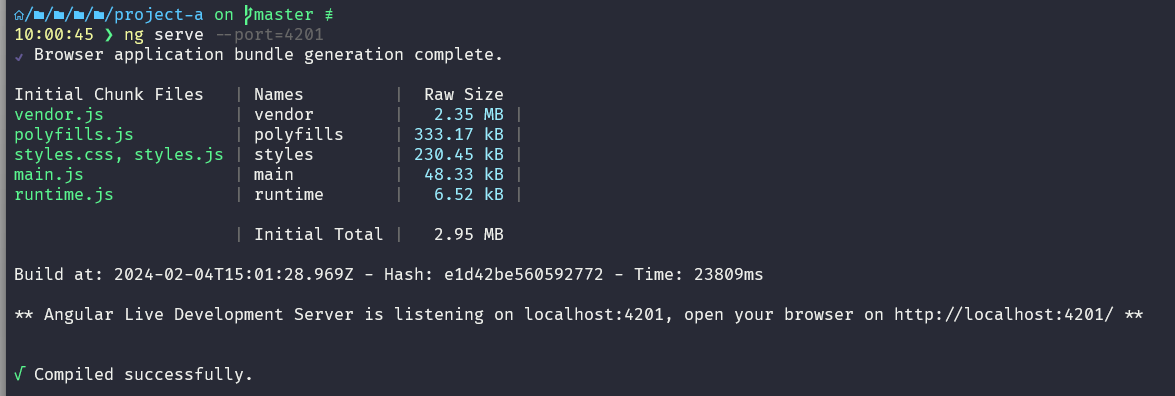 /project-a on master ≢
10:00:45 ❯ ng serve --port=4201
✓ Browser application bundle generation complete.
Initial Chunk Files | Names | Raw Size
vendor.js | vendor | 2.35 MB |
polyfills.js | polyfills | 333.17 kB |
styles.css, styles.js | styles | 230.45 kB |
main.js | main | 48.33 kB |
runtime.js | runtime | 6.52 kB |
| Initial Total | 2.95 MB
Build at: 2024-02-04T15:01:28.969Z - Hash: e1d42be560592772 - Time: 23809ms
** Angular Live Development Server is listening on localhost:4201, open your browser on http://localhost:4201/ **
√ Compiled successfully.